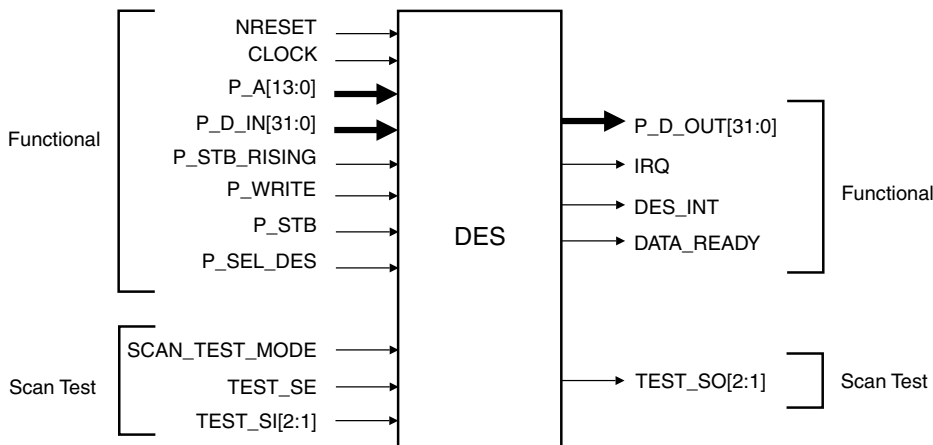 NRESET
CLOCK
P_A[13:0]
P_D_IN[31:0]
Functional
P_STB_RISING
P_WRITE
P_STB
P_SEL_DES
SCAN_TEST_MODE
Scan Test
TEST_SE
TEST_SI[2:1]
DES
P_D_OUT[31:0]
IRQ
Functional
DES_INT
DATA_READY
TEST_SO[2:1]
Scan Test